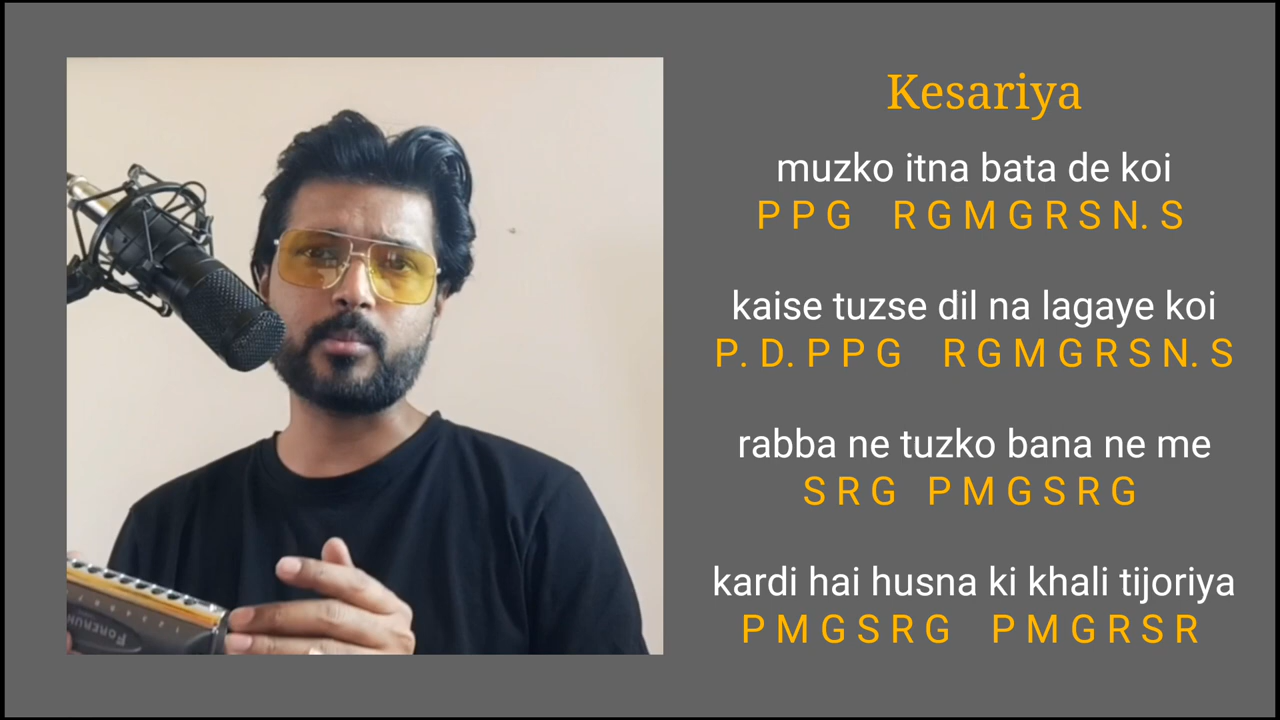 Kesariya
muzko itna bata de koi
P P G R G M G R S N. S
kaise tuzse dil na lagaye koi
P. D. P P G R G M G R S N. S
rabba ne tuzko bana ne me
S R G P M G S R G
kardi hai husna ki khali tijoriya
P M G S R G P M G R S R